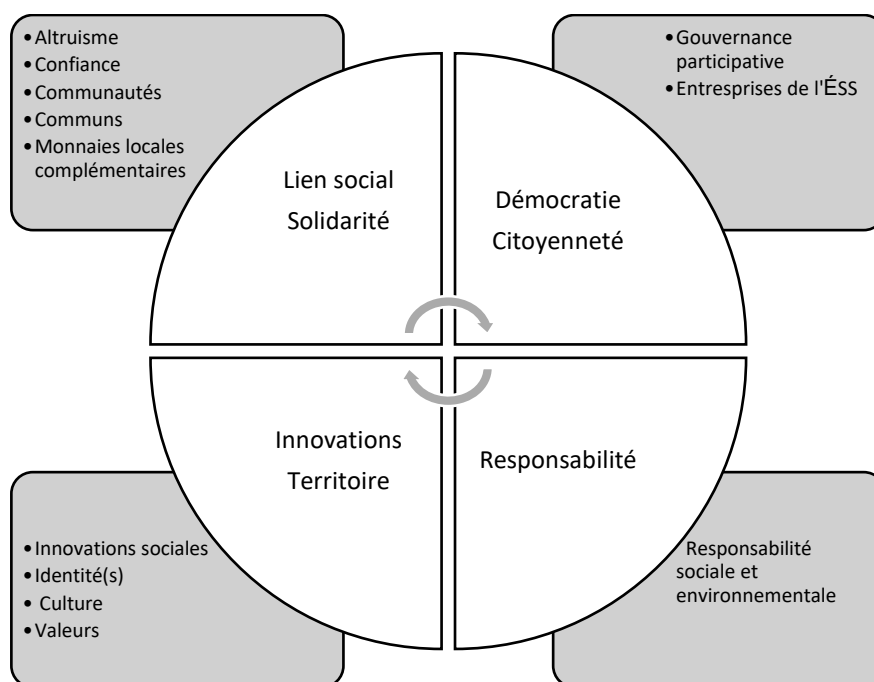 •Altruisme
•Confiance
•Communautés
•Communs
•Monnaies locales
complémentaires
Lien social
Solidarité
•Gouvernance
participative
•Entresprises de l'ÉSS
Démocratie
Citoyenneté
Innovations
Territoire
•Innovations sociales
•Identité(s)
• Culture
•Valeurs
Responsabilité
Responsabilité
sociale et
environnementale